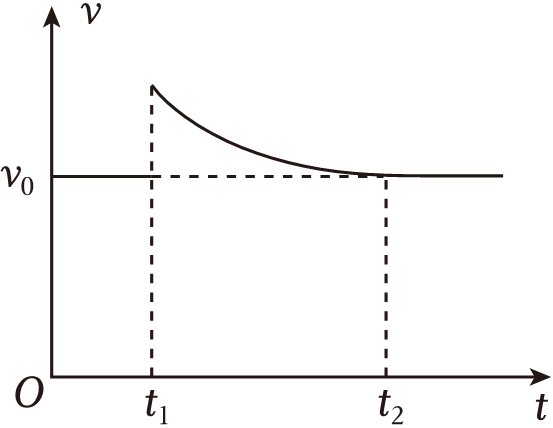 v
v₀
O
t₁
t₂
t